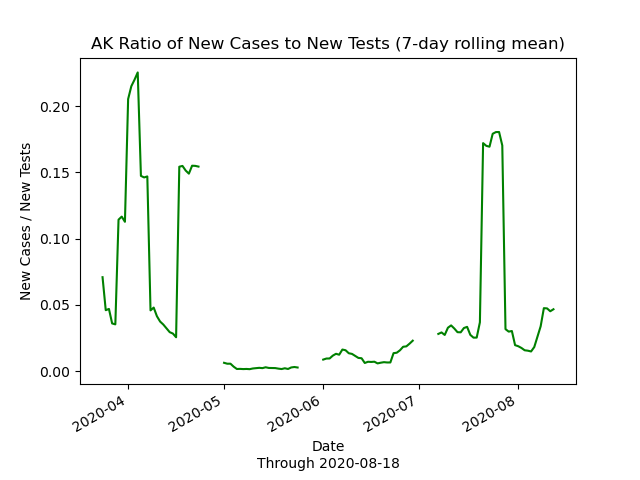 AK Ratio of New Cases to New Tests (7-day rolling mean)
New Cases / New Tests
0.20
0.15
0.10
0.05
0.00
2020-04
2020-05
2020-06
2020-07
2020-08
Date
Through 2020-08-18